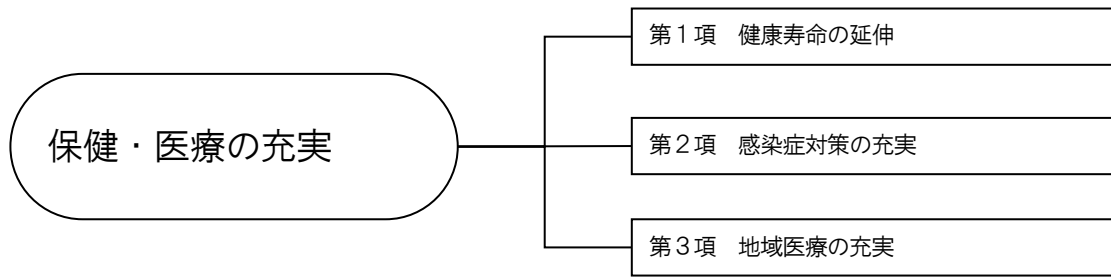 保健・医療の充実
第１項　健康寿命の延伸
第２項　感染症対策の充実
第３項　地域医療の充実